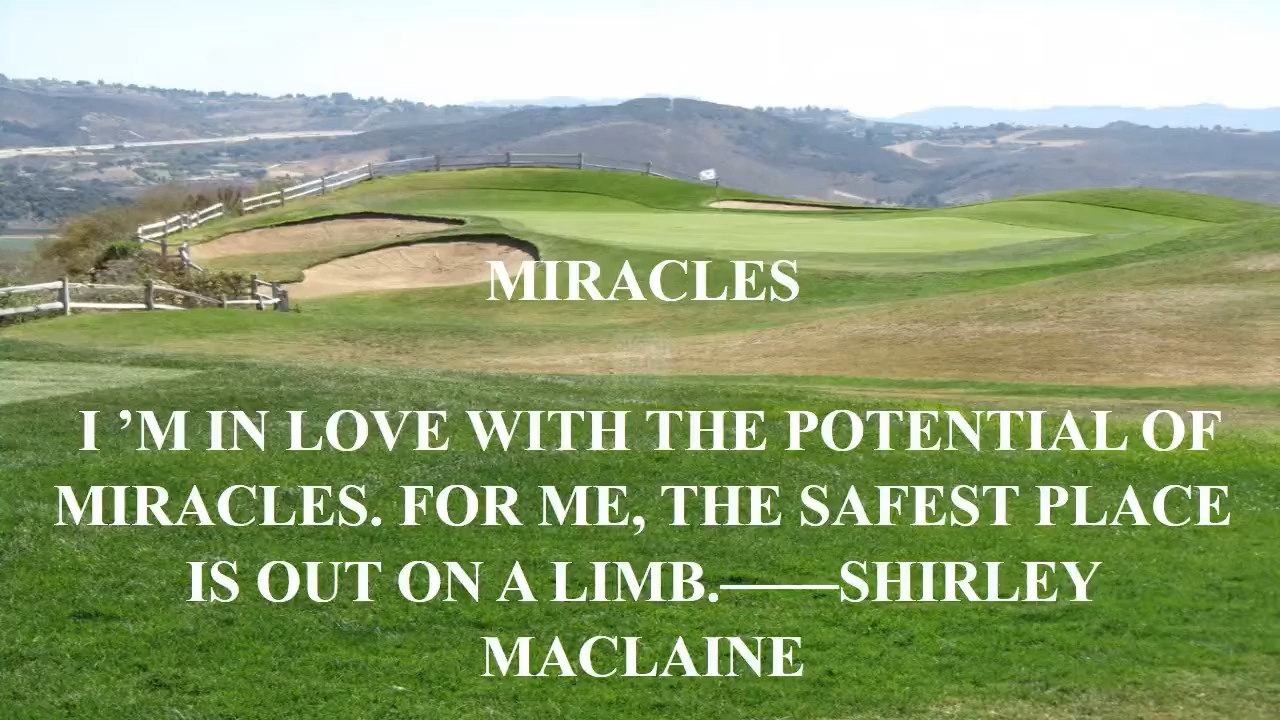 MIRACLES
I ’M IN LOVE WITH THE POTENTIAL OF
MIRACLES. FOR ME, THE SAFEST PLACE
IS OUT ON A LIMB.——SHIRLEY
MACLAINE